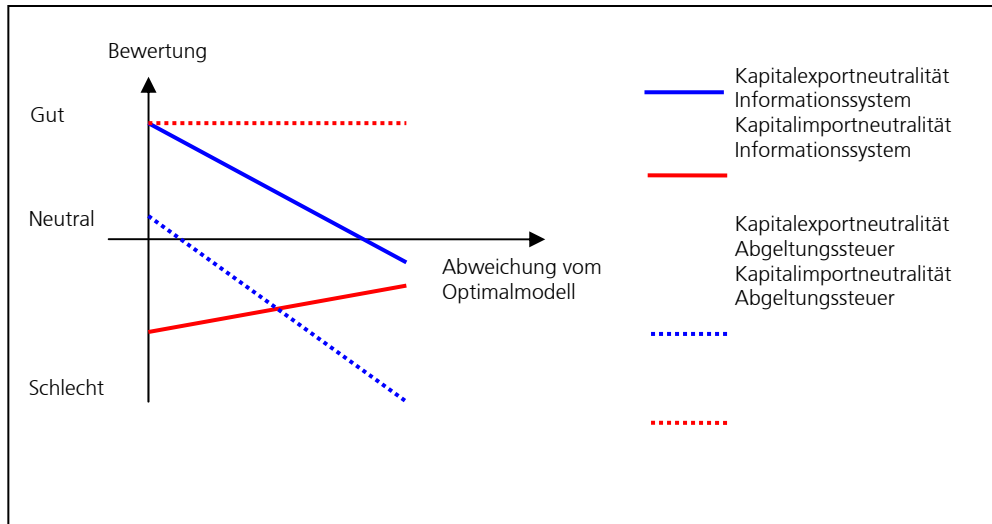 Bewertung
Gut
Neutral
Schlecht
Abweichung vom
Optimalmodell
Kapitalexportneutralität
Informationssystem
Kapitalimportneutralität
Informationssystem
Kapitalexportneutralität
Abgeltungssteuer
Kapitalimportneutralität
Abgeltungssteuer